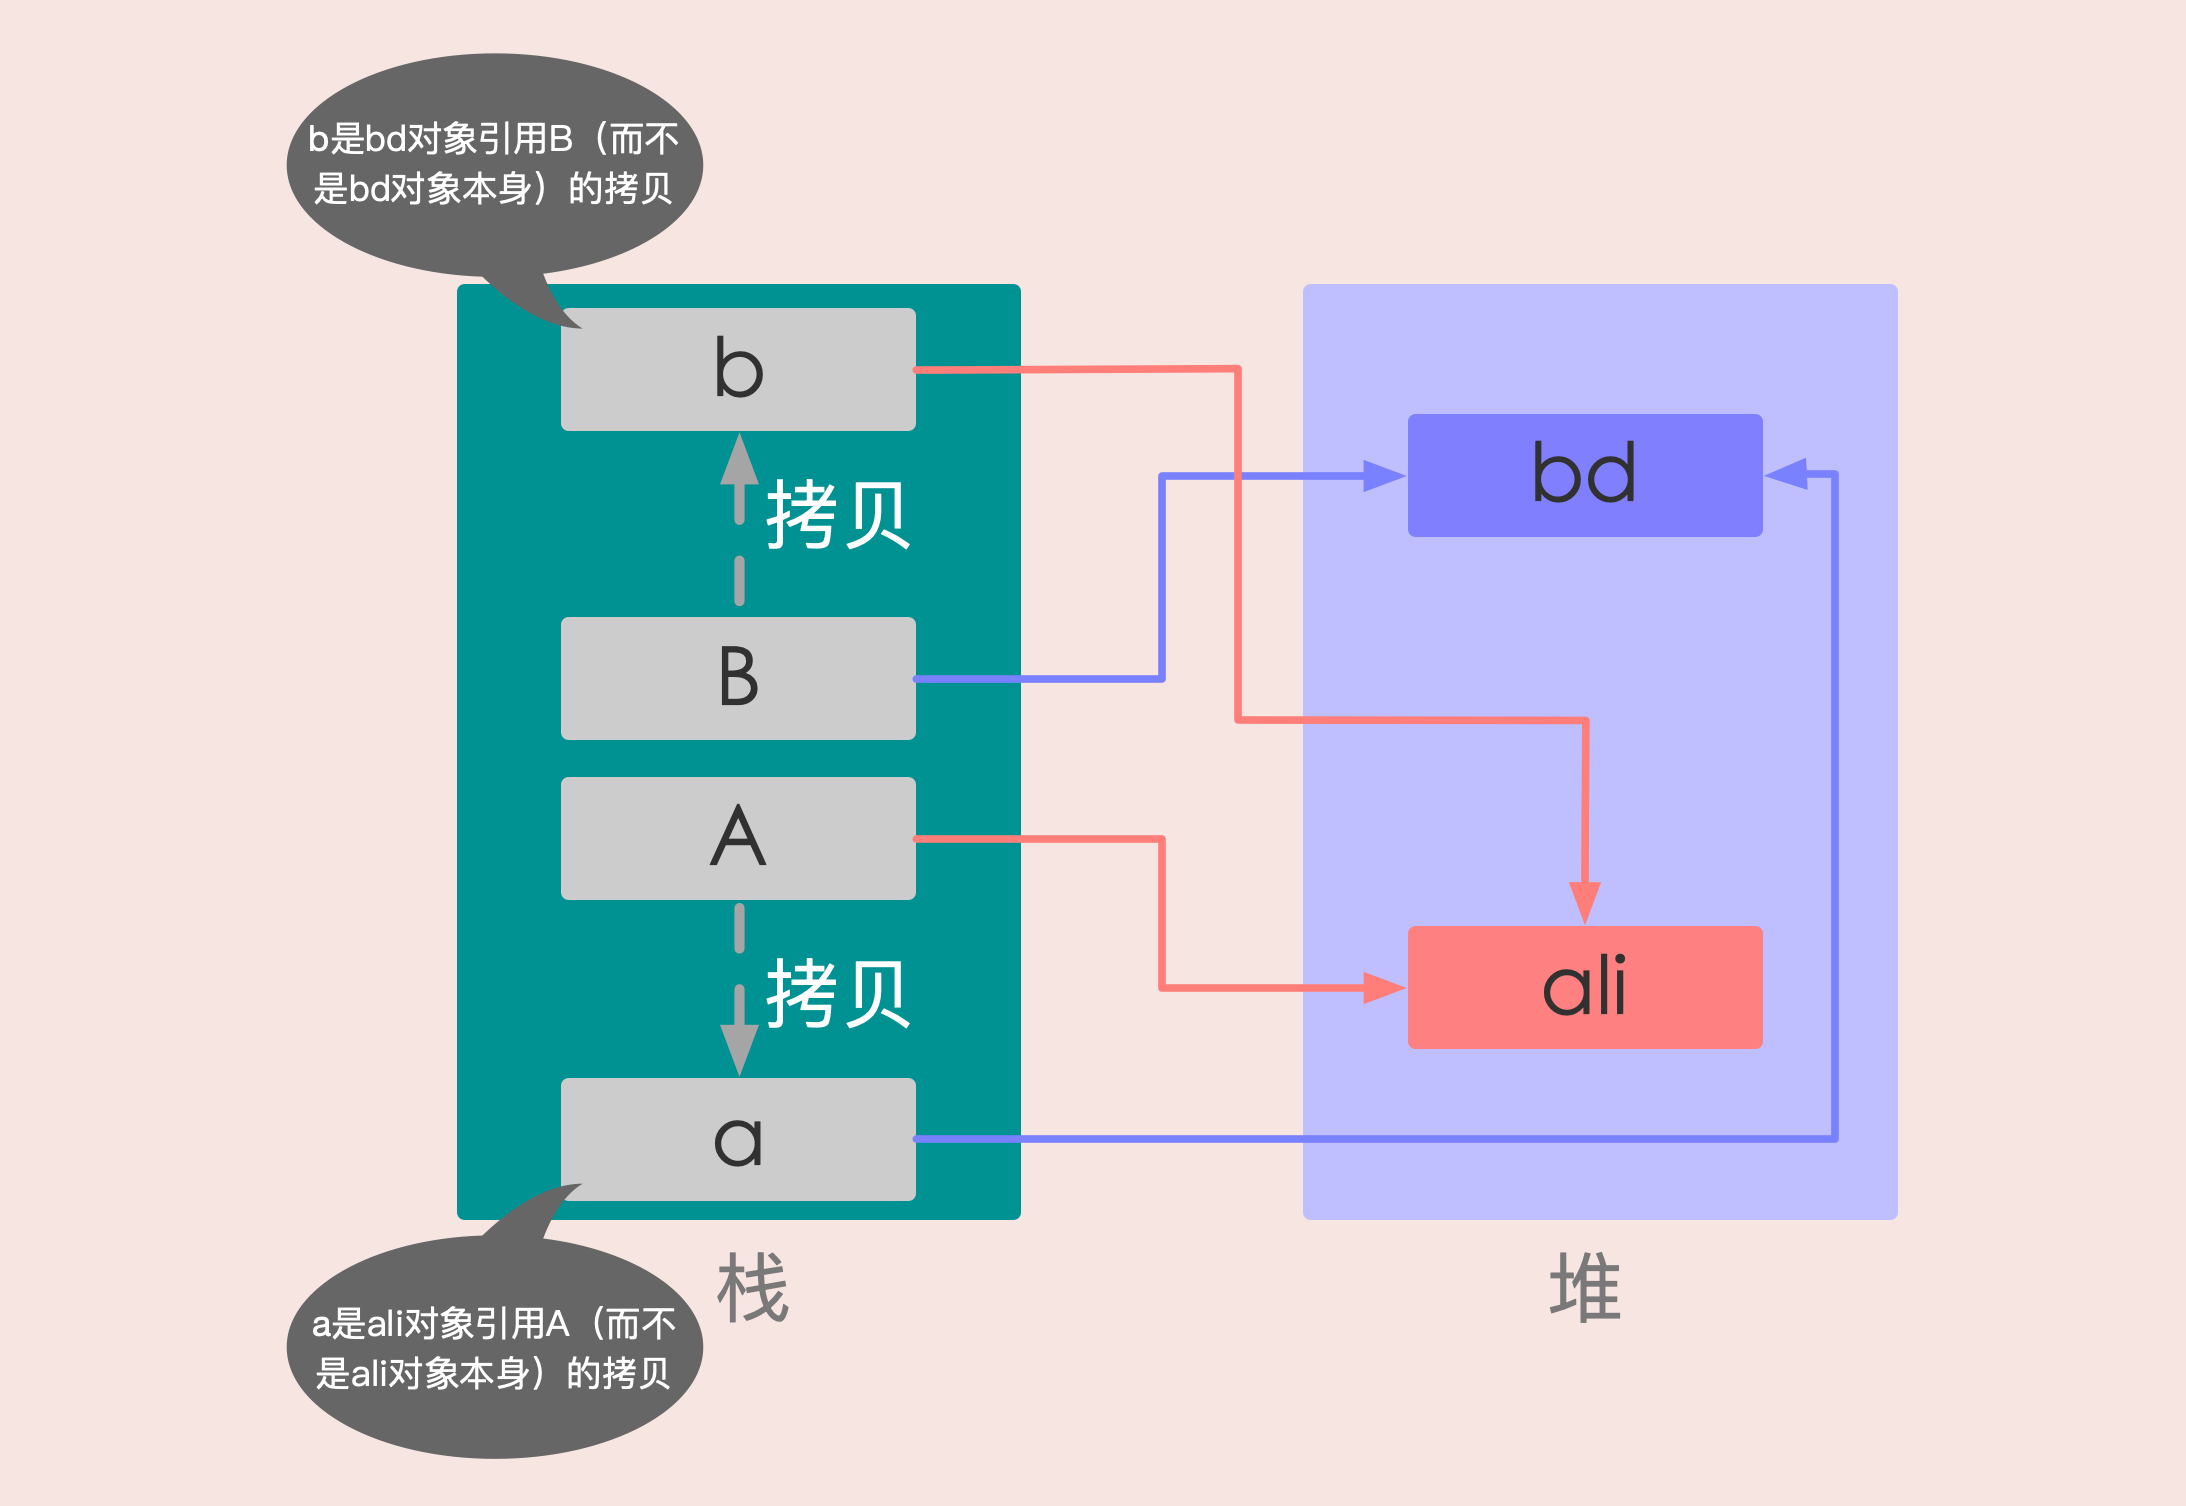 b是bd对象引用B（而不
是bd对象本身）的拷贝
b
拷贝
bd
B
A
拷贝
ali
a
栈
堆
a是ali对象引用A（而不
是ali对象本身）的拷贝